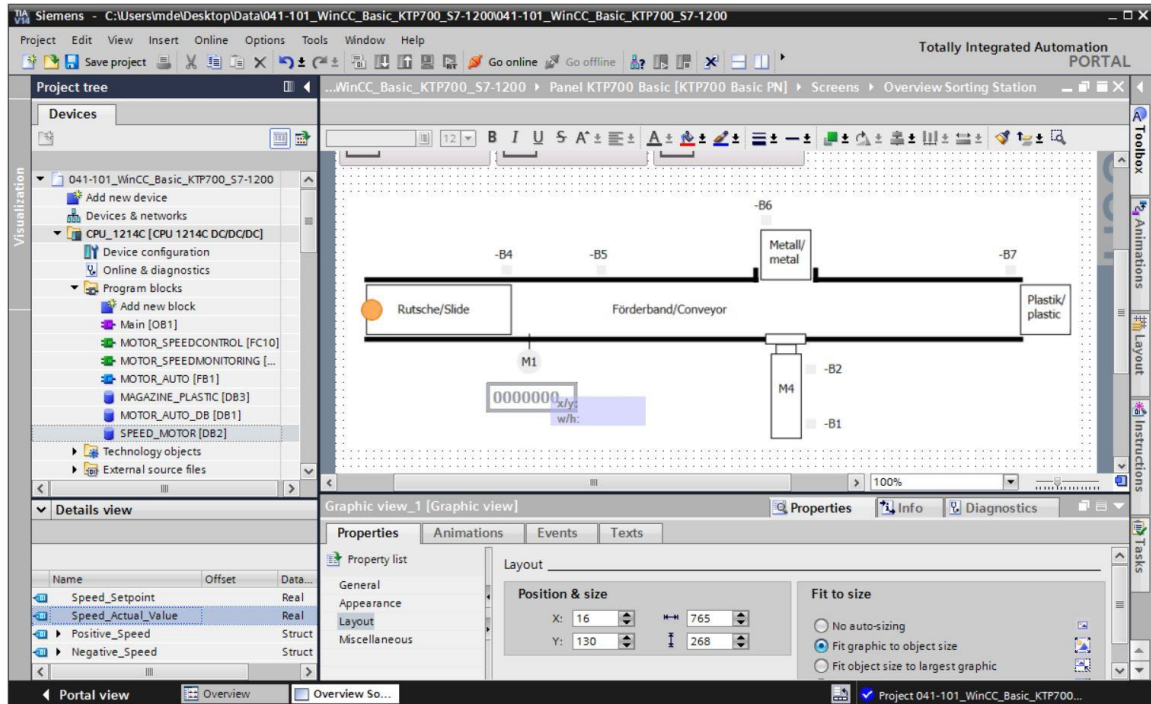 TIA V14 Siemens - C:\Users\mde\Desktop\Data\041-101_WinCC_Basic_KTP700_S7-1200\041-101_WinCC_Basic_KTP700_S7-1200
Project Edit View Insert Online Options Tools Window Help
Totally Integrated Automation
PORTAL
Save project Go online Go offline
Project tree
...WinCC_Basic_KTP700_S7-1200 Panel KTP700 Basic [KTP700 Basic PN] Screens Overview Sorting Station
Devices
12 B I U S A A
Visualization
041-101_WinCC_Basic_KTP700_S7-1200
Add new device
Devices & networks
CPU_1214C [CPU 1214C DC/DC/DC]
Device configuration
Online & diagnostics
Program blocks
Add new block
Main [OB1]
MOTOR_SPEEDCONTROL [FC10]
MOTOR_SPEEDMONITORING [...
MOTOR_AUTO [FB1]
MAGAZINE_PLASTIC [DB3]
MOTOR_AUTO_DB [DB1]
SPEED_MOTOR [DB2]
Technology objects
External source files
-B6
-B4 -B5
Metall/
metal
-B7
Rutsche/Slide
Förderband/Conveyor
Plastik/
plastic
M1
0000000
x/y:
w/h:
M4
-B2
-B1
100%
Toolbox
Animations
Layout
Instructions
Tasks
Details view
Name Offset Data...
Speed_Setpoint Real
Speed_Actual_Value Real
Positive_Speed Struct
Negative_Speed Struct
Graphic view_1 [Graphic view]
Properties Info Diagnostics
Properties Animations Events Texts
Property list
General
Appearance
Layout
Miscellaneous
Layout
Position & size
X: 16 765
Y: 130 268
Fit to size
No auto-sizing
Fit graphic to object size
Fit object size to largest graphic
Portal view Overview Overview So...
Project 041-101_WinCC_Basic_KTP700...